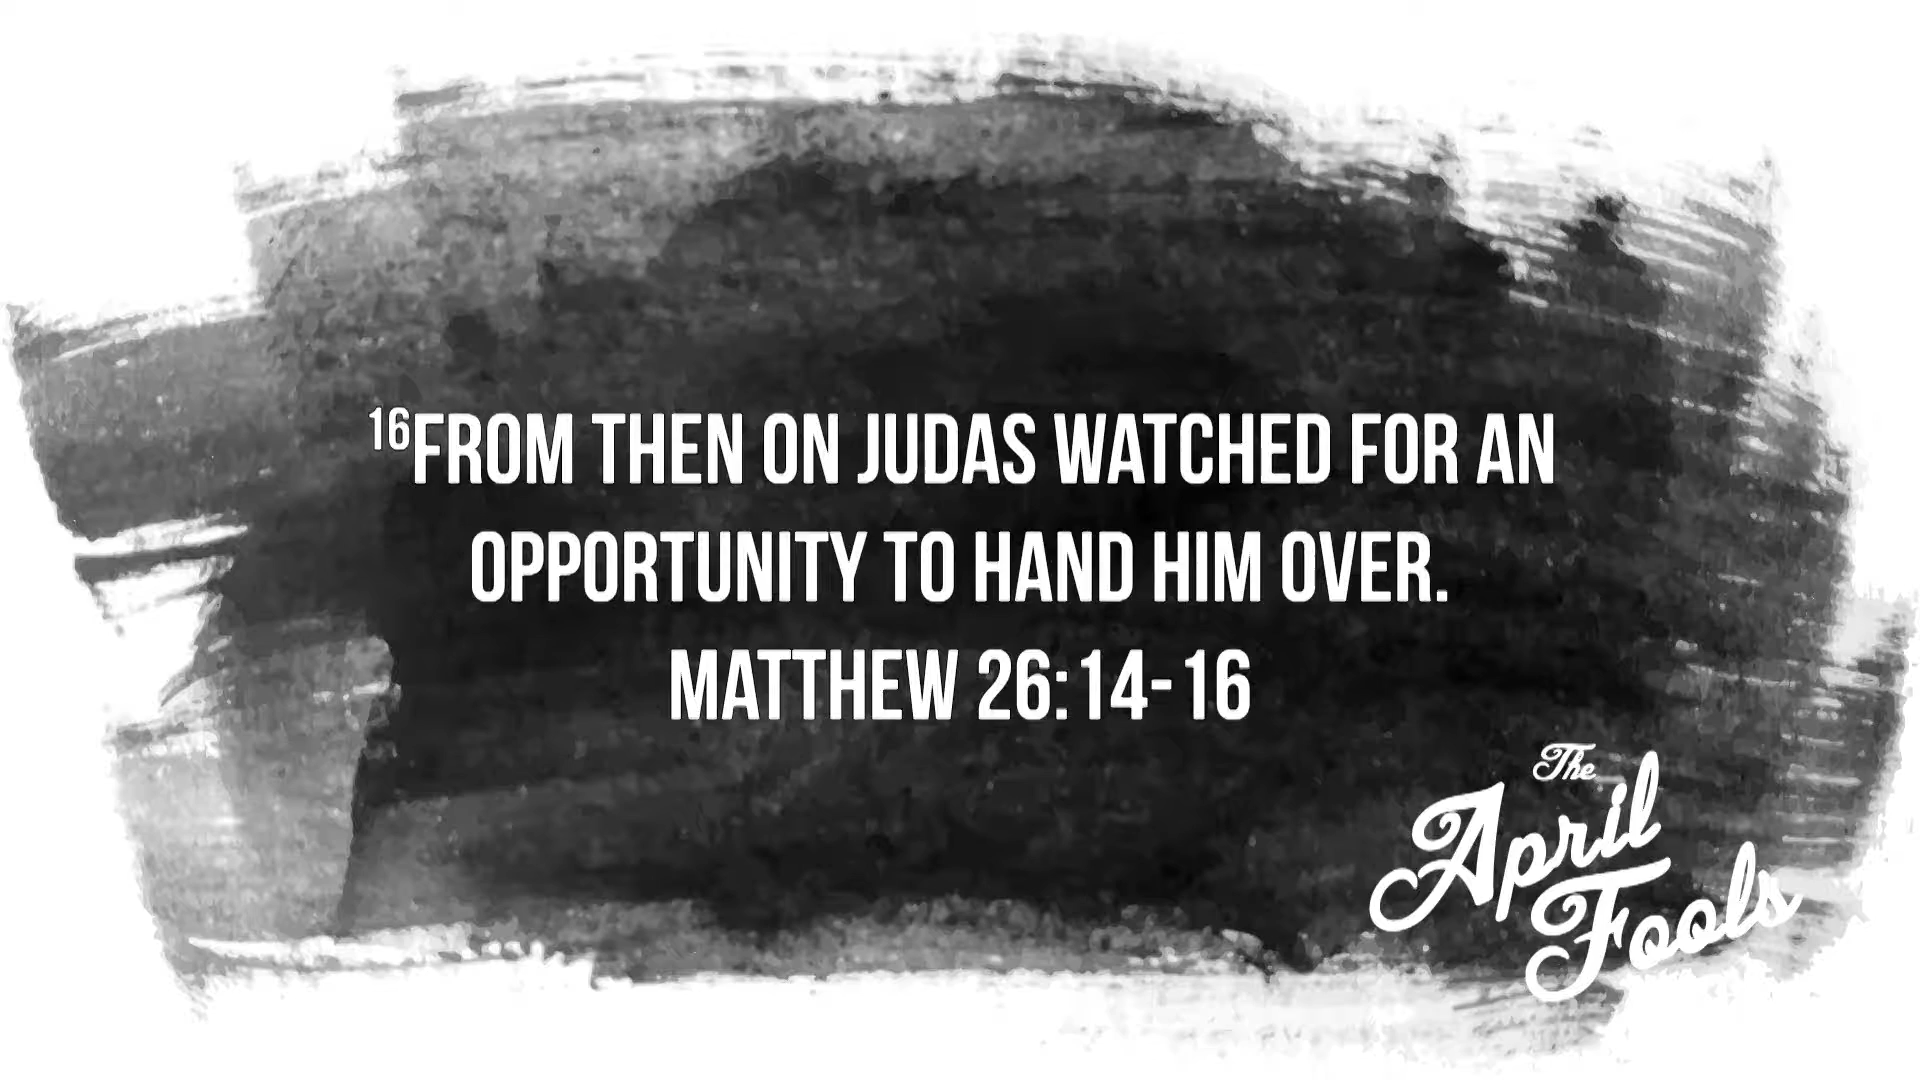 ¹⁶FROM THEN ON JUDAS WATCHED FOR AN
OPPORTUNITY TO HAND HIM OVER.
MATTHEW 26:14-16
The
April
Fools